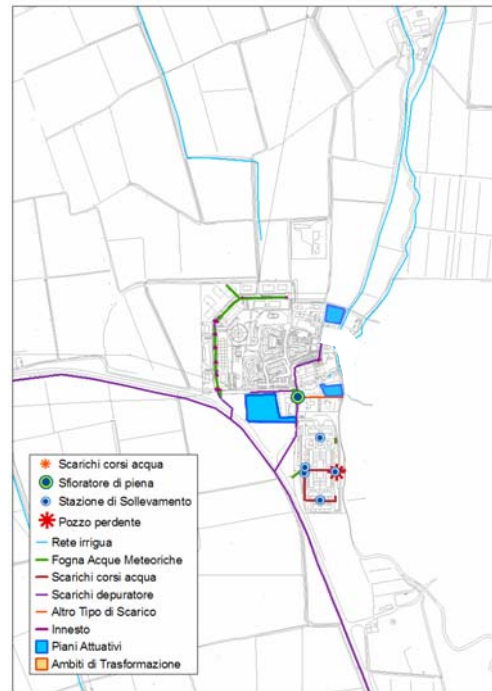 Scarichi corsi acqua
Sfioratore di piena
Stazione di Sollevamento
Pozzo perdente
Rete irrigua
Fogna Acque Meteoriche
Scarichi corsi acqua
Scarichi depuratore
Altro Tipo di Scarico
Innesto
Piani Attuativi
Ambiti di Trasformazione